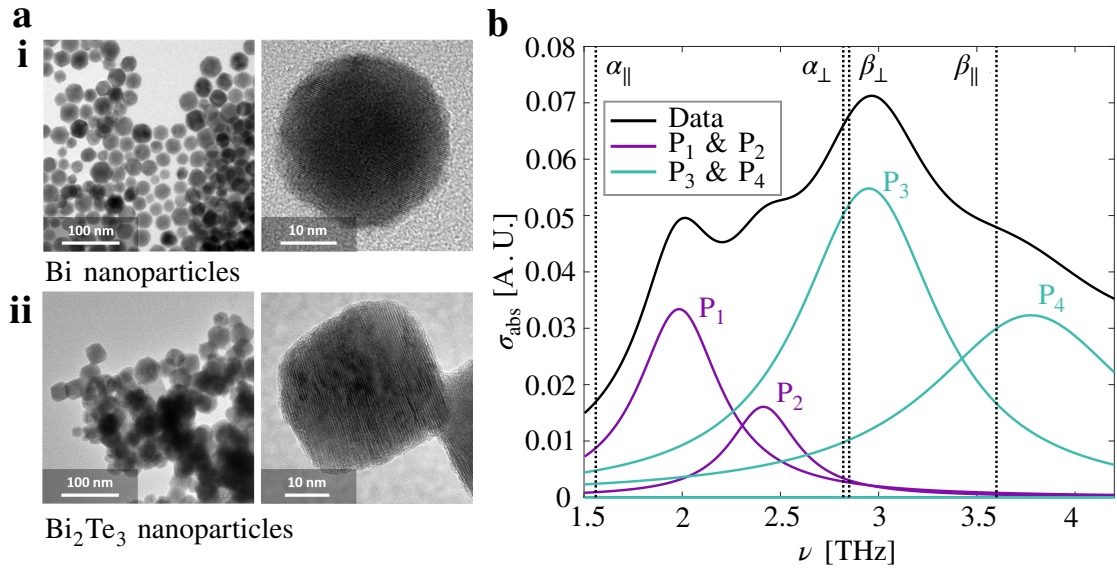 a
i
100 nm
10 nm
Bi nanoparticles
ii
100 nm
10 nm
Bi₂Te₃ nanoparticles
b
0.08
0.07
0.06
0.05
0.04
0.03
0.02
0.01
0
σabs [A. U.]
α∥
α⊥
β⊥
β∥
Data
P₁ & P₂
P₃ & P₄
P₁
P₂
P₃
P₄
1.5
2
2.5
3
3.5
4
ν [THz]